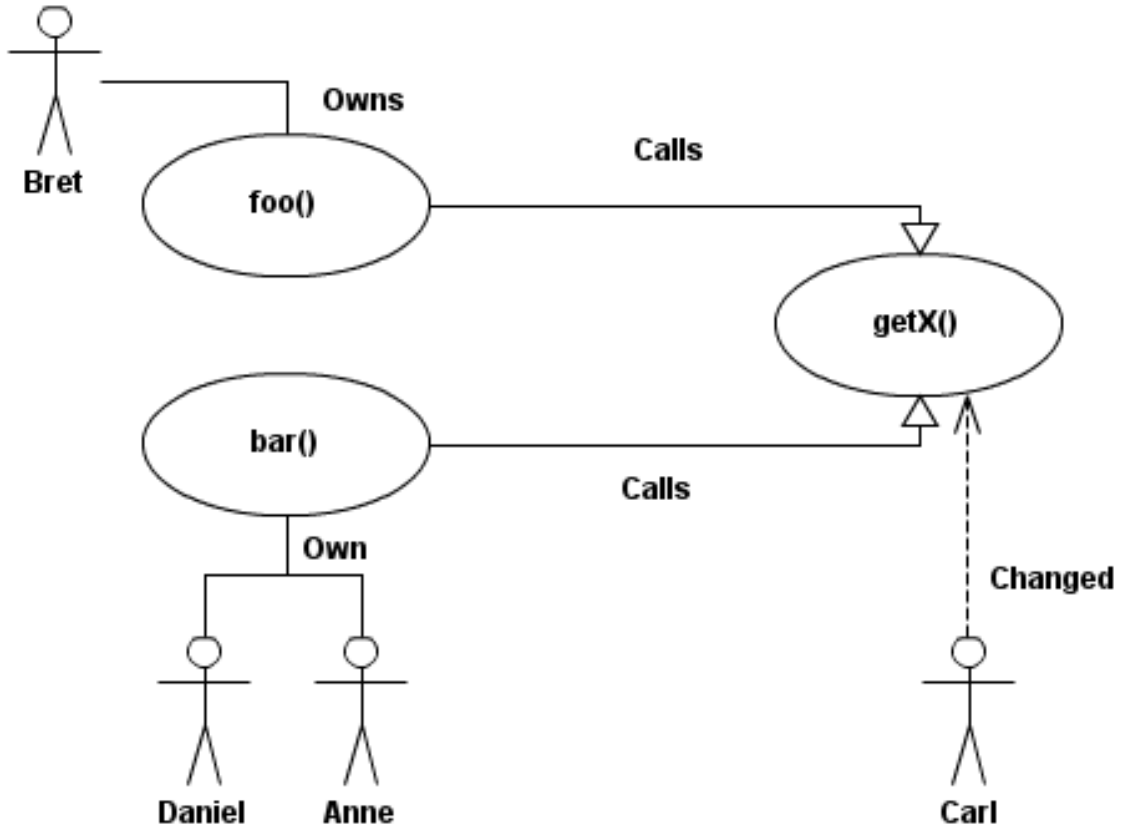 Owns
Calls
Bret
foo()
getX()
bar()
Calls
Own
Changed
Daniel
Anne
Carl